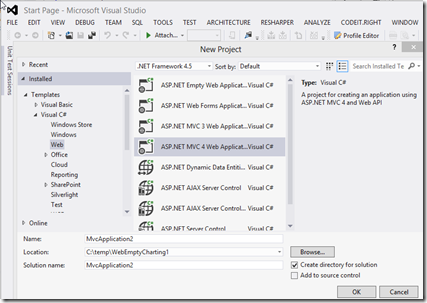 Start Page - Microsoft Visual Studio
FILE EDIT VIEW DEBUG TEAM SQL TOOLS TEST ARCHITECTURE RESHARPER ANALYZE CODEIT.RIGHT WINDOW
Attach...
Profile Editor
Unit Test Sessions
New Project
Recent
Installed
Templates
Visual Basic
Visual C#
Windows Store
Windows
Web
Office
Cloud
Reporting
SharePoint
Silverlight
Test
Online
.NET Framework 4.5
Sort by: Default
Search Installed Te
ASP.NET Empty Web Applicat... Visual C#
ASP.NET Web Forms Applicat... Visual C#
ASP.NET MVC 3 Web Applicat... Visual C#
ASP.NET MVC 4 Web Applicat... Visual C#
ASP.NET Dynamic Data Entiti... Visual C#
ASP.NET AJAX Server Control Visual C#
ASP.NET AJAX Server Control Visual C#
ASP.NET Server Control Visual C#
Type: Visual C#
A project for creating an application using ASP.NET MVC 4 and Web API
Name: MvcApplication2
Location: C:\temp\WebEmptyCharting1
Browse...
Solution name: MvcApplication2
Create directory for solution
Add to source control
OK
Cancel